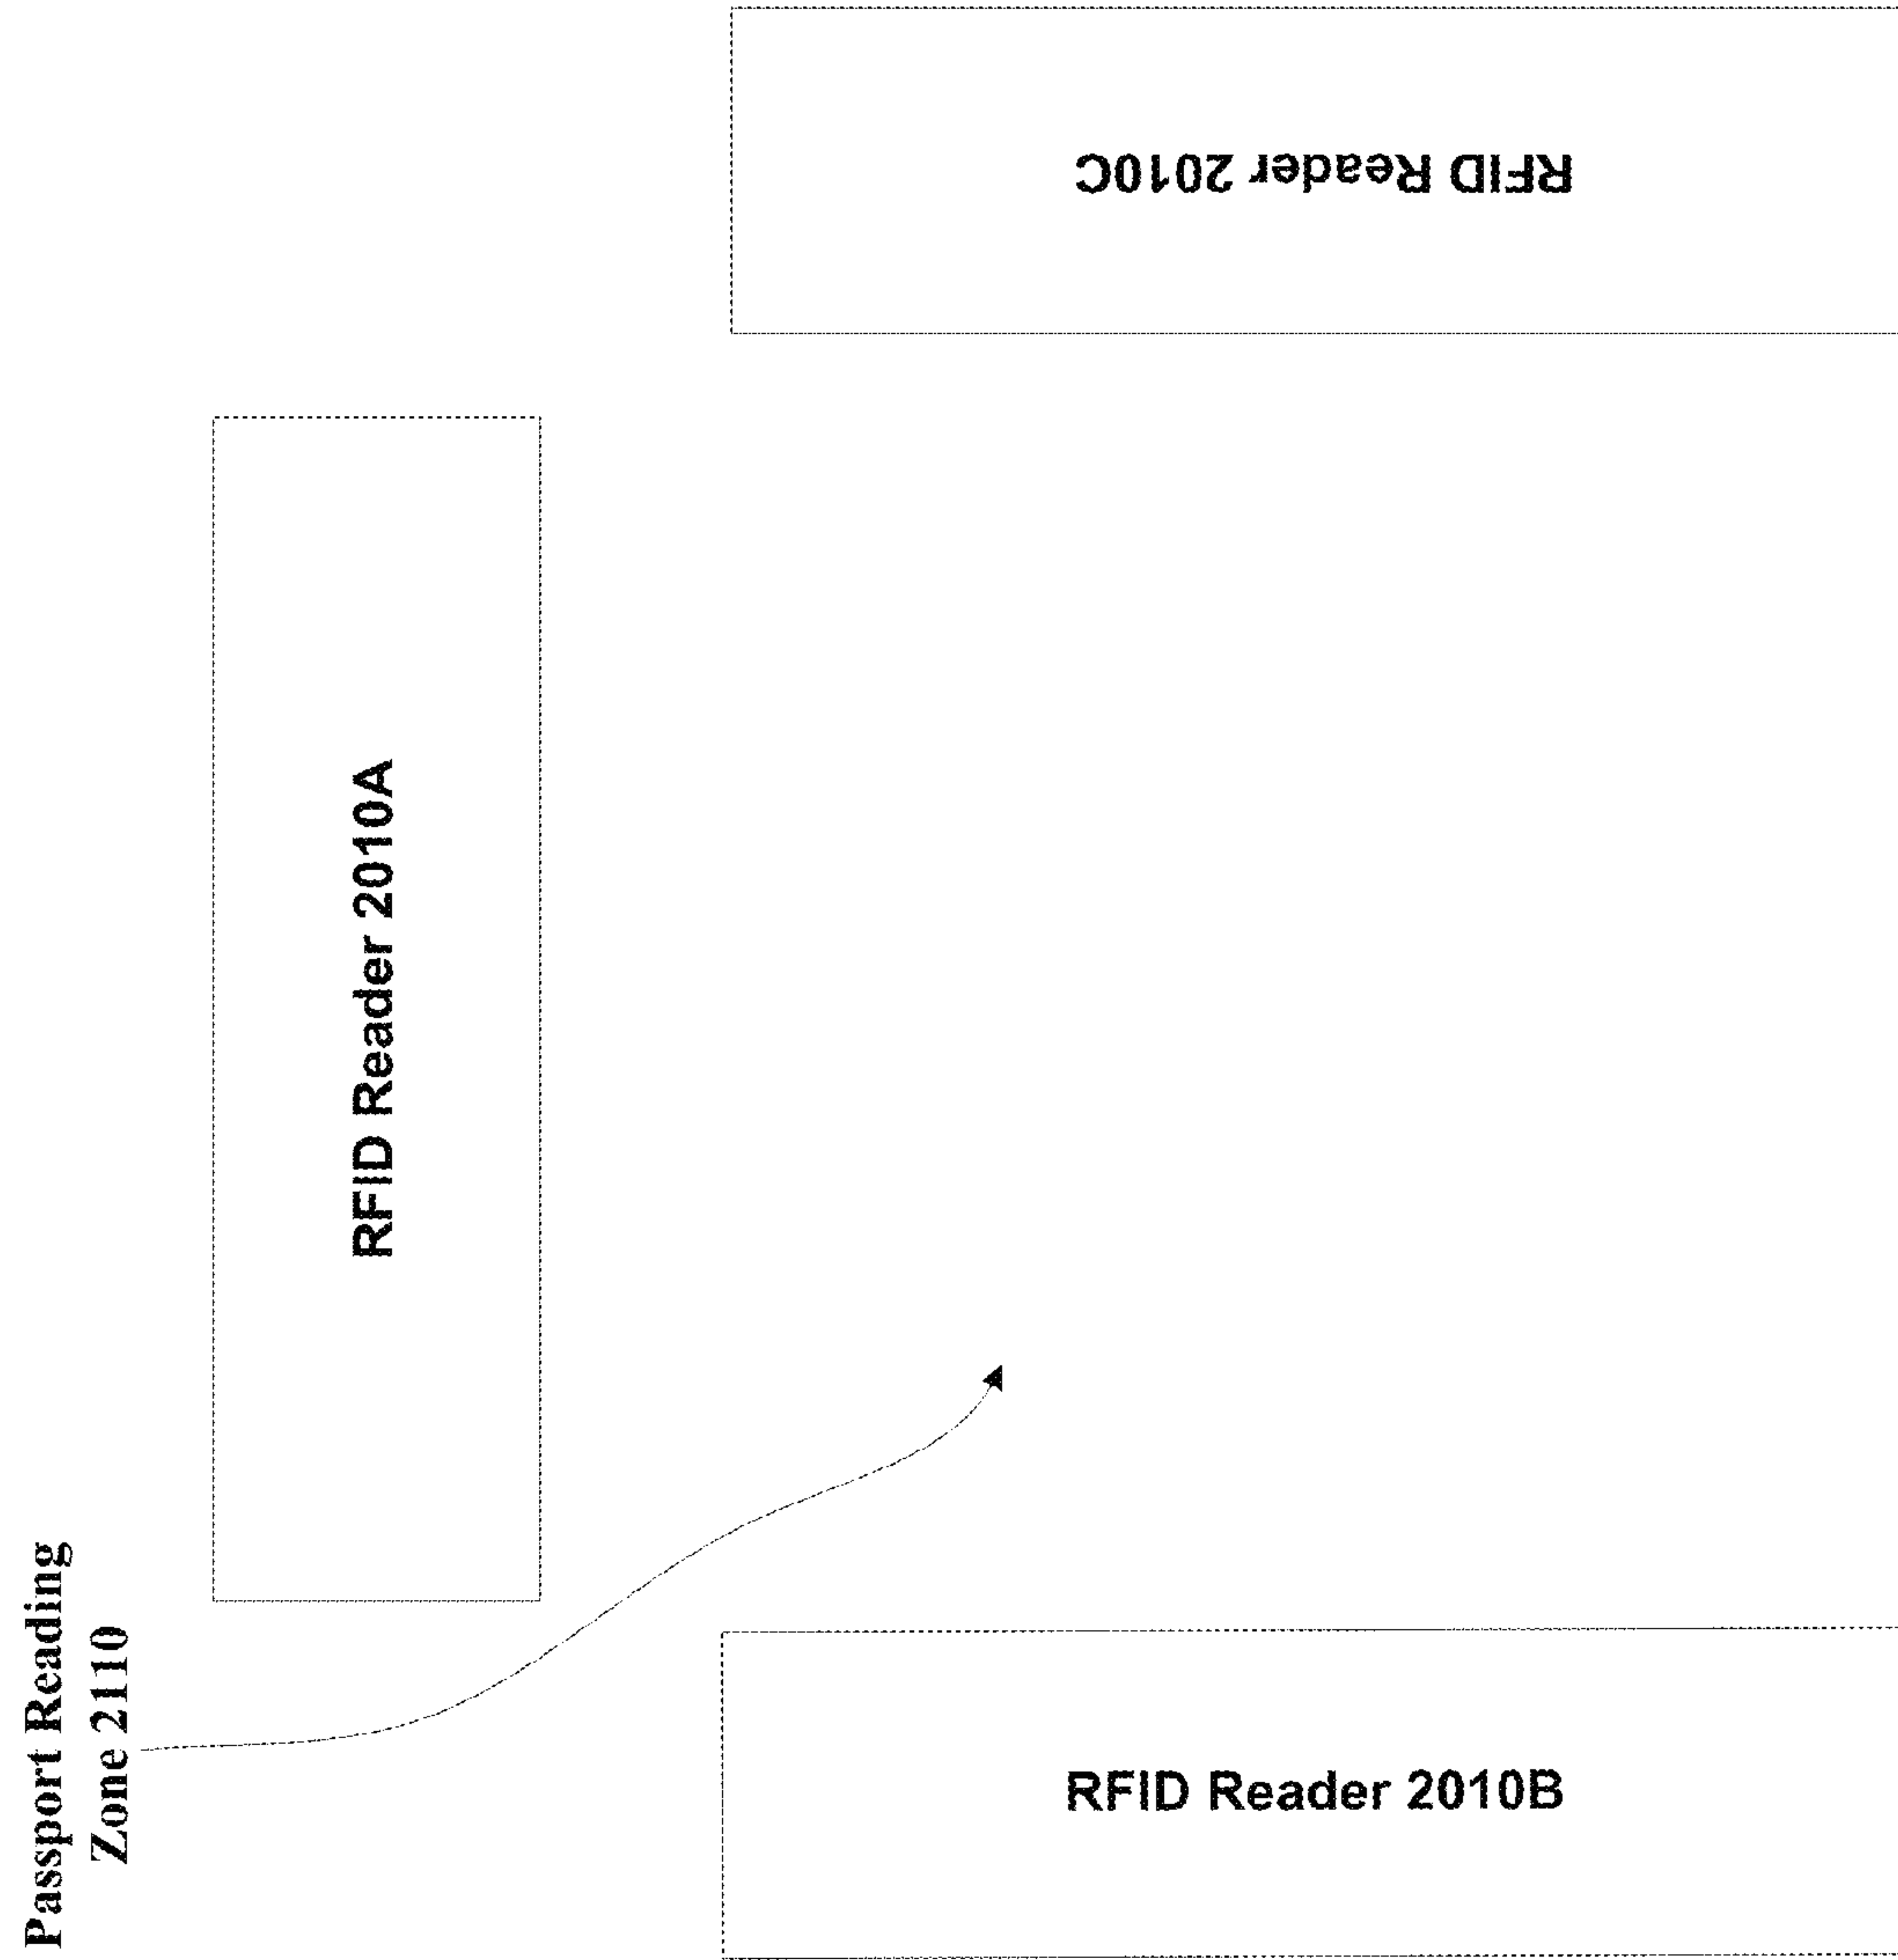 RFID Reader 2010C
RFID Reader 2010A
Passport Reading
Zone 2110
RFID Reader 2010B